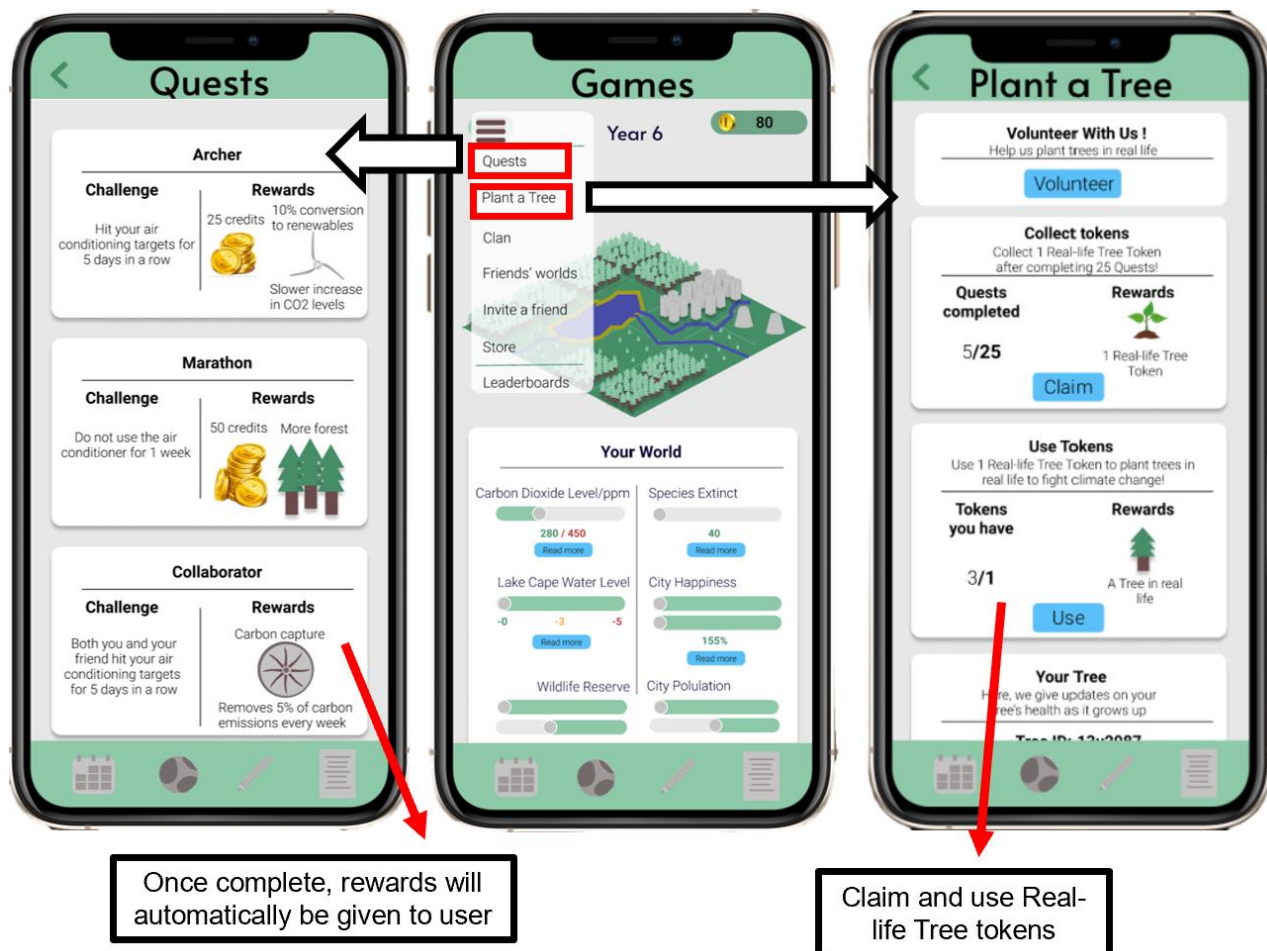 Quests
Archer
Challenge
Rewards
Hit your air
conditioning targets for
5 days in a row
25 credits
10% conversion
to renewables
Slower increase
in CO2 levels
Marathon
Challenge
Rewards
Do not use the air
conditioner for 1 week
50 credits
More forest
Collaborator
Challenge
Rewards
Both you and your
friend hit your air
conditioning targets
for 5 days in a row
Carbon capture
Removes 5% of carbon
emissions every week
Games
Year 6
80
Quests
Plant a Tree
Clan
Friends' worlds
Invite a friend
Store
Leaderboards
Your World
Carbon Dioxide Level/ppm
280 / 450
Read more
Species Extinct
40
Read more
Lake Cape Water Level
-0 -3 -5
Read more
City Happiness
155%
Read more
Wildlife Reserve
City Polulation
Plant a Tree
Volunteer With Us !
Help us plant trees in real life
Volunteer
Collect tokens
Collect 1 Real-life Tree Token
after completing 25 Quests!
Quests
completed
5/25
Rewards
1 Real-life Tree
Token
Claim
Use Tokens
Use 1 Real-life Tree Token to plant trees in
real life to fight climate change!
Tokens
you have
3/1
Rewards
A Tree in real
life
Use
Your Tree
Here, we give updates on your
tree's health as it grows up
Once complete, rewards will
automatically be given to user
Claim and use Real-
life Tree tokens